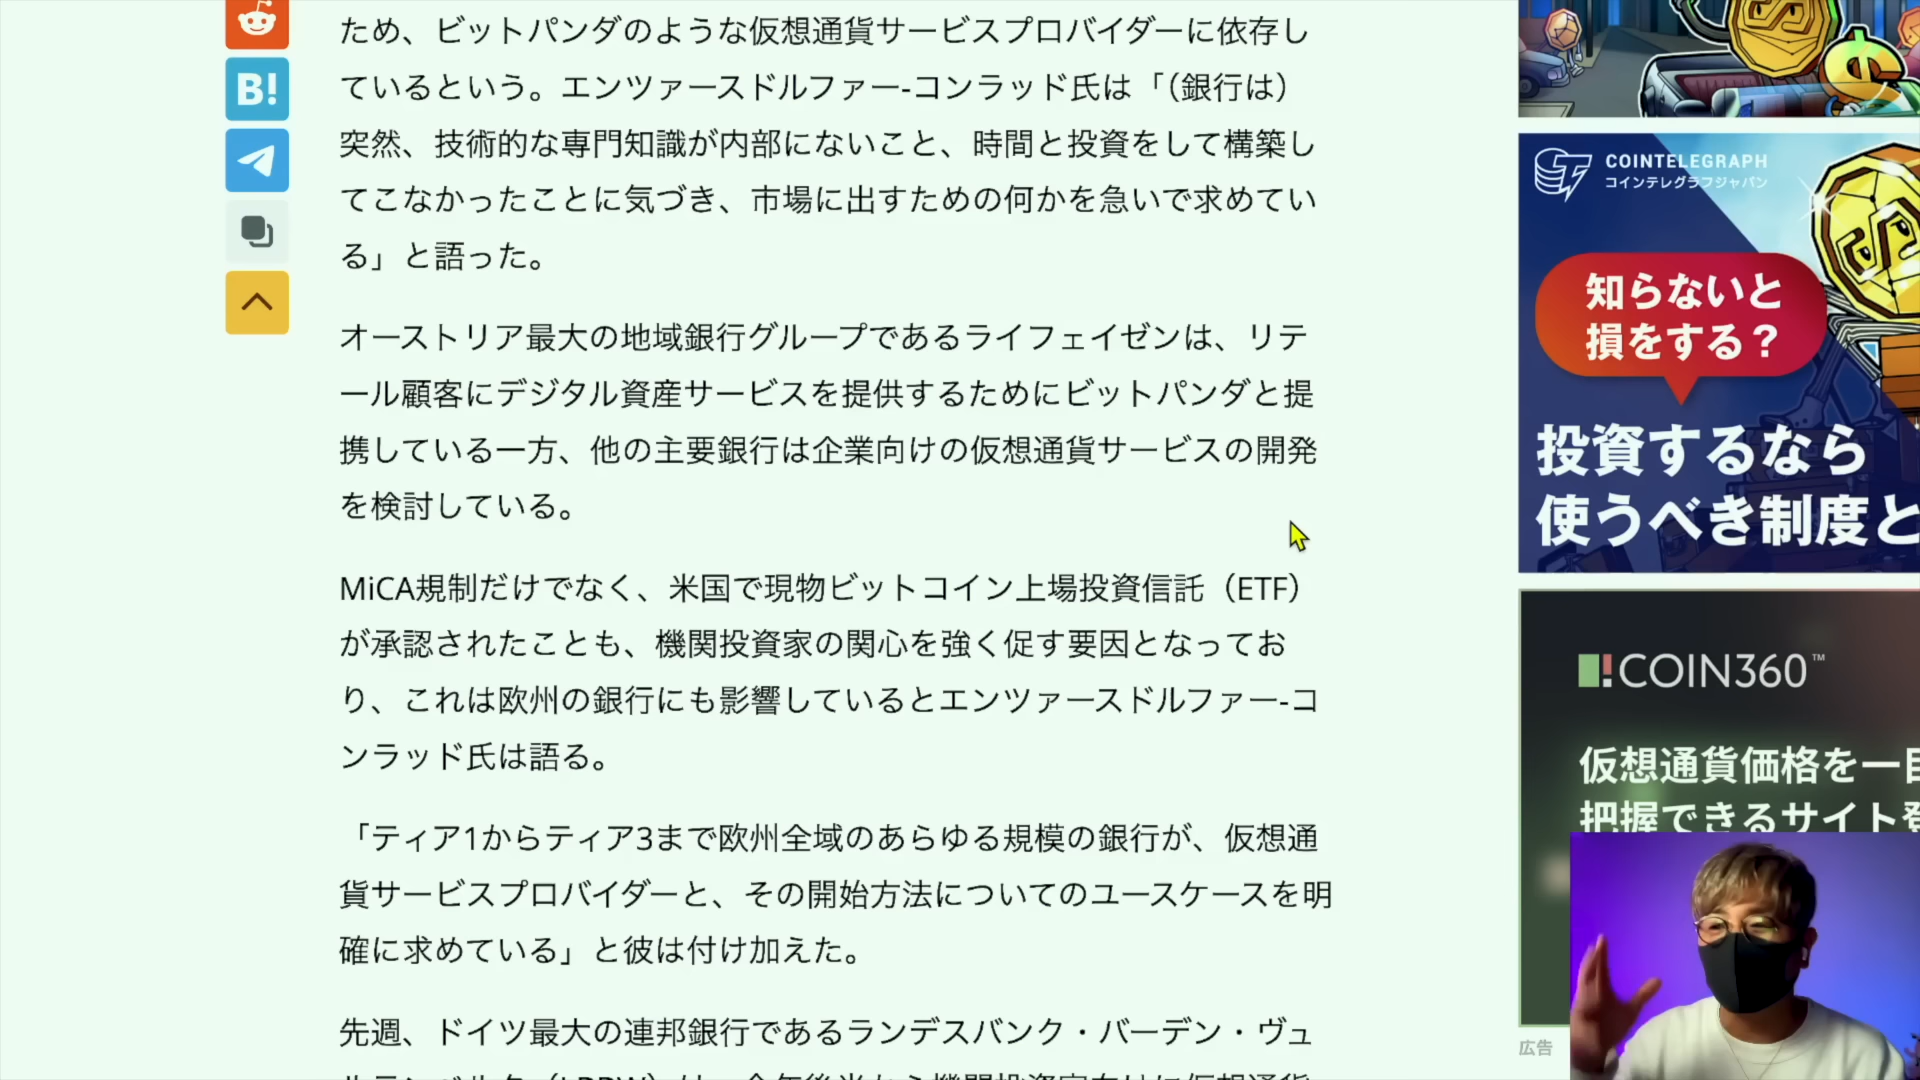 ため、ビットパンダのような仮想通貨サービスプロバイダーに依存し
ているという。エンツァースドルファー-コンラッド氏は「（銀行は）
突然、技術的な専門知識が内部にないこと、時間と投資をして構築し
てこなかったことに気づき、市場に出すための何かを急いで求めてい
る」と語った。
オーストリア最大の地域銀行グループであるライフェイゼンは、リテ
ール顧客にデジタル資産サービスを提供するためにビットパンダと提
携している一方、他の主要銀行は企業向けの仮想通貨サービスの開発
を検討している。
MiCA規制だけでなく、米国で現物ビットコイン上場投資信託（ETF）
が承認されたことも、機関投資家の関心を強く促す要因となってお
り、これは欧州の銀行にも影響しているとエンツァースドルファー-コ
ンラッド氏は語る。
「ティア1からティア3まで欧州全域のあらゆる規模の銀行が、仮想通
貨サービスプロバイダーと、その開始方法についてのユースケースを明
確に求めている」と彼は付け加えた。
先週、ドイツ最大の連邦銀行であるランデスバンク・バーデン・ヴュ
B!
COINTELEGRAPH
コインテレグラフジャパン
知らないと
損をする？
投資するなら
使うべき制度と
COIN360™
仮想通貨価格を一目
把握できるサイト登
広告